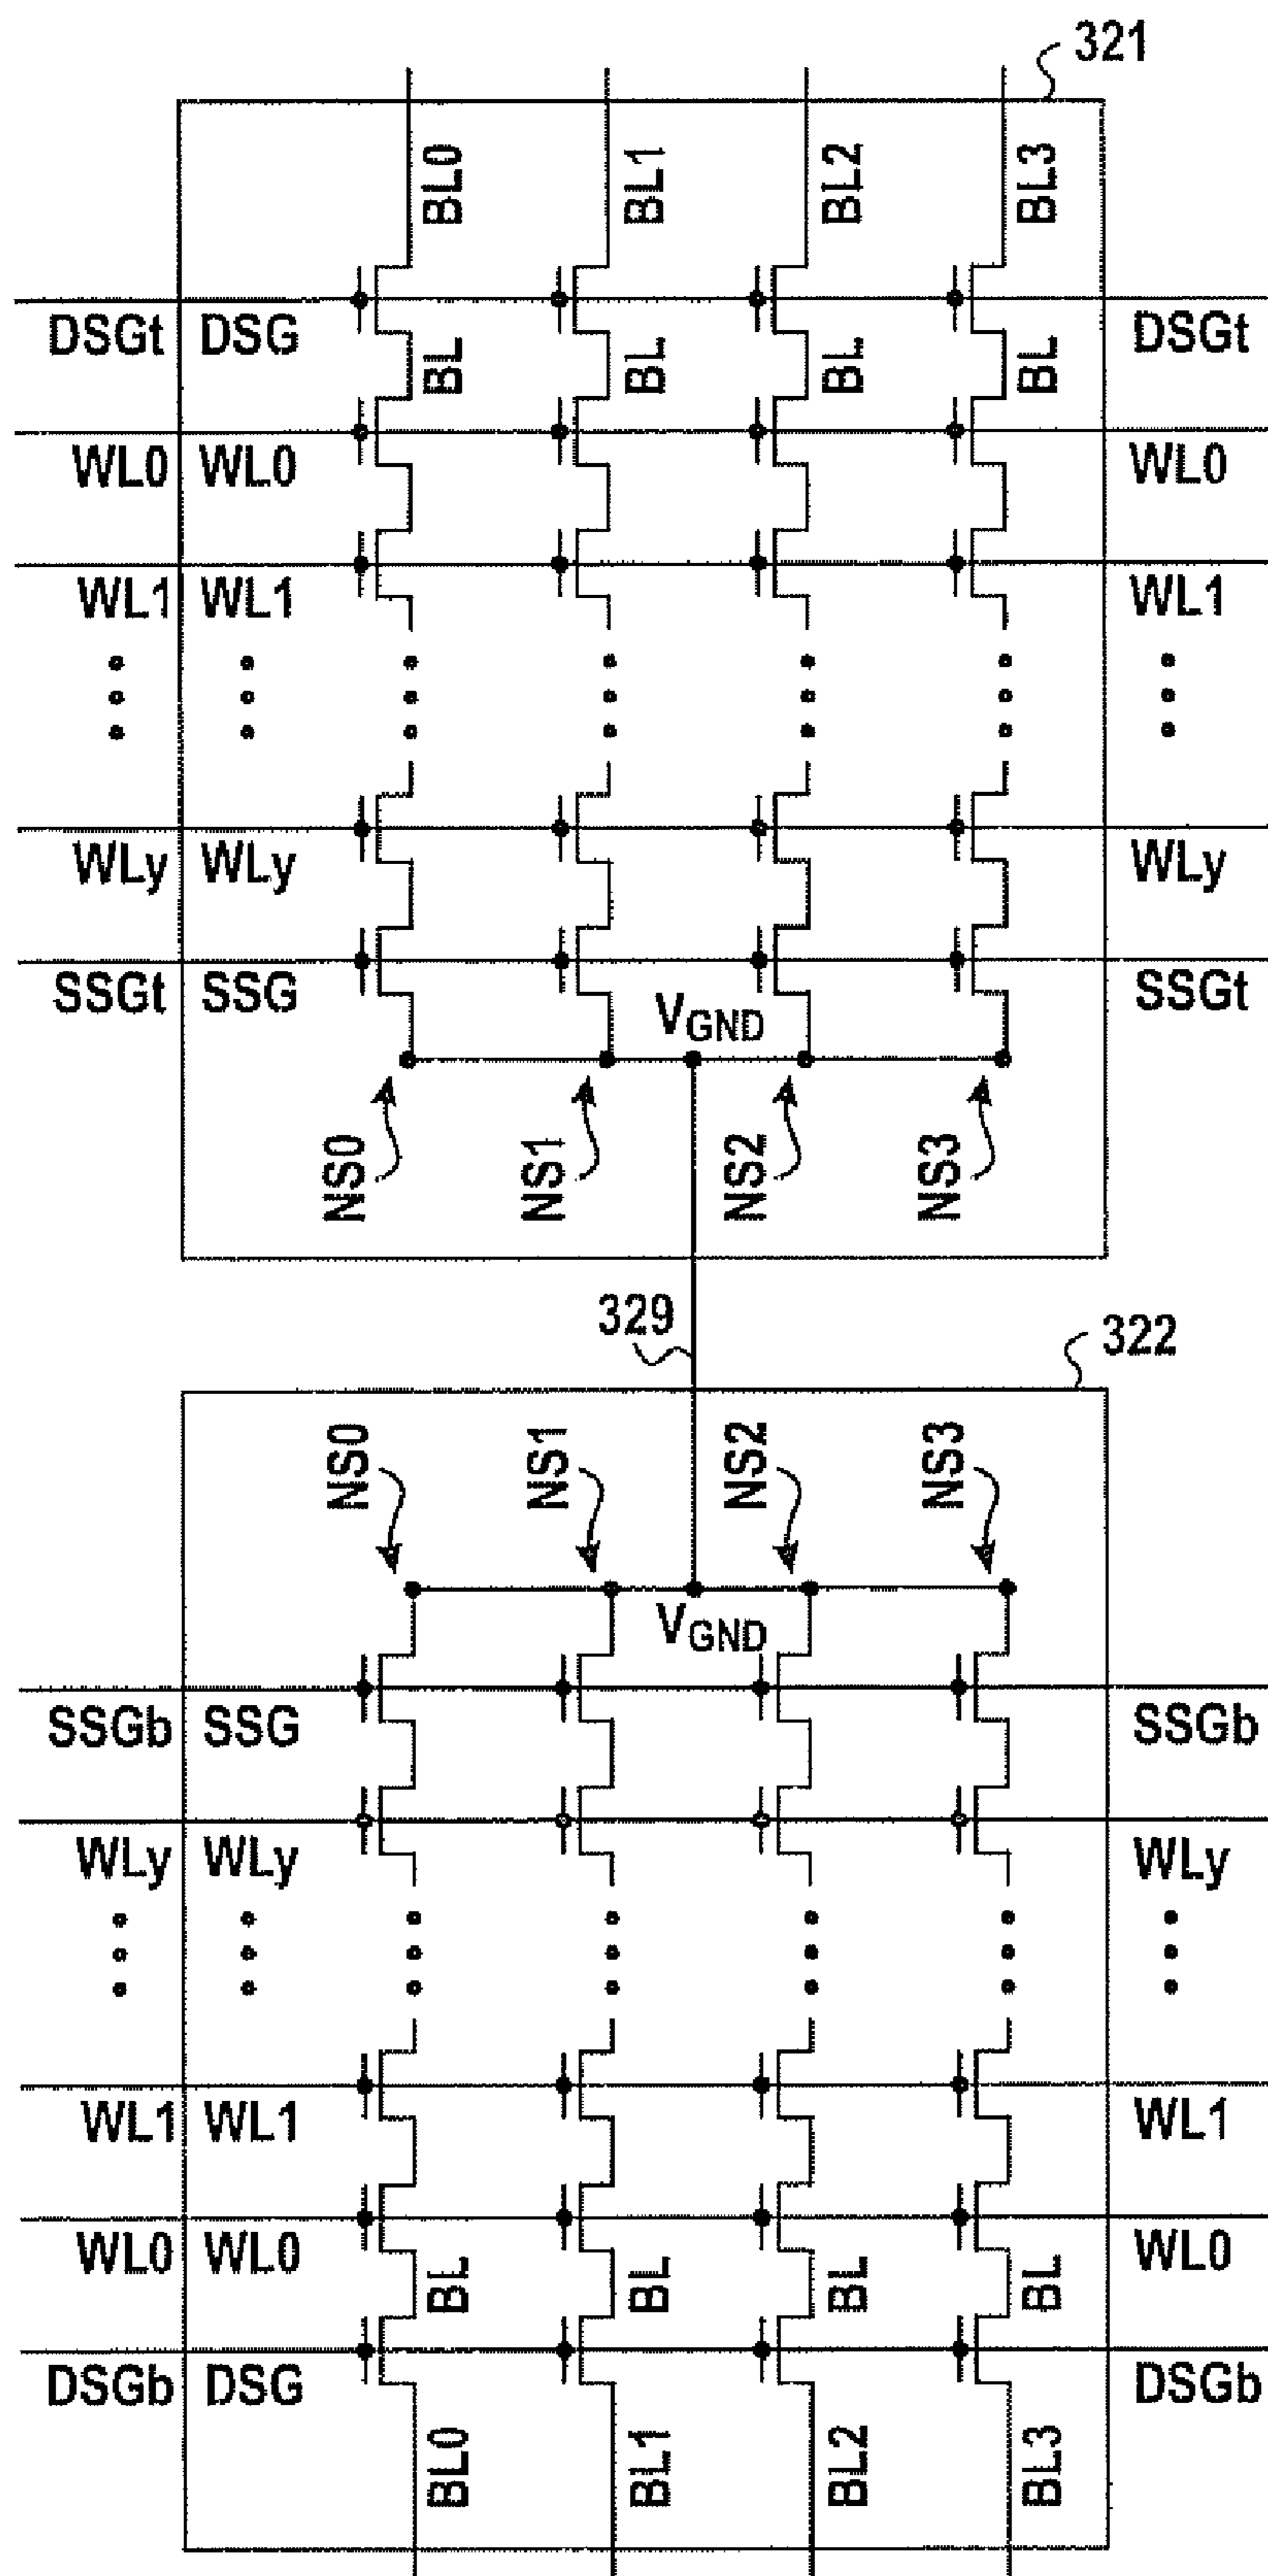 321
BL0 BL1 BL2 BL3
DSGt DSG DSGt
BL BL BL BL
WL0 WL0 WL0
WL1 WL1 WL1
WLy WLy WLy
SSGt SSG SSGt
VGND
NS0 NS1 NS2 NS3
329
322
NS0 NS1 NS2 NS3
VGND
SSGb SSG SSGb
WLy WLy WLy
WL1 WL1 WL1
WL0 WL0 WL0
BL BL BL BL
DSGb DSG DSGb
BL0 BL1 BL2 BL3